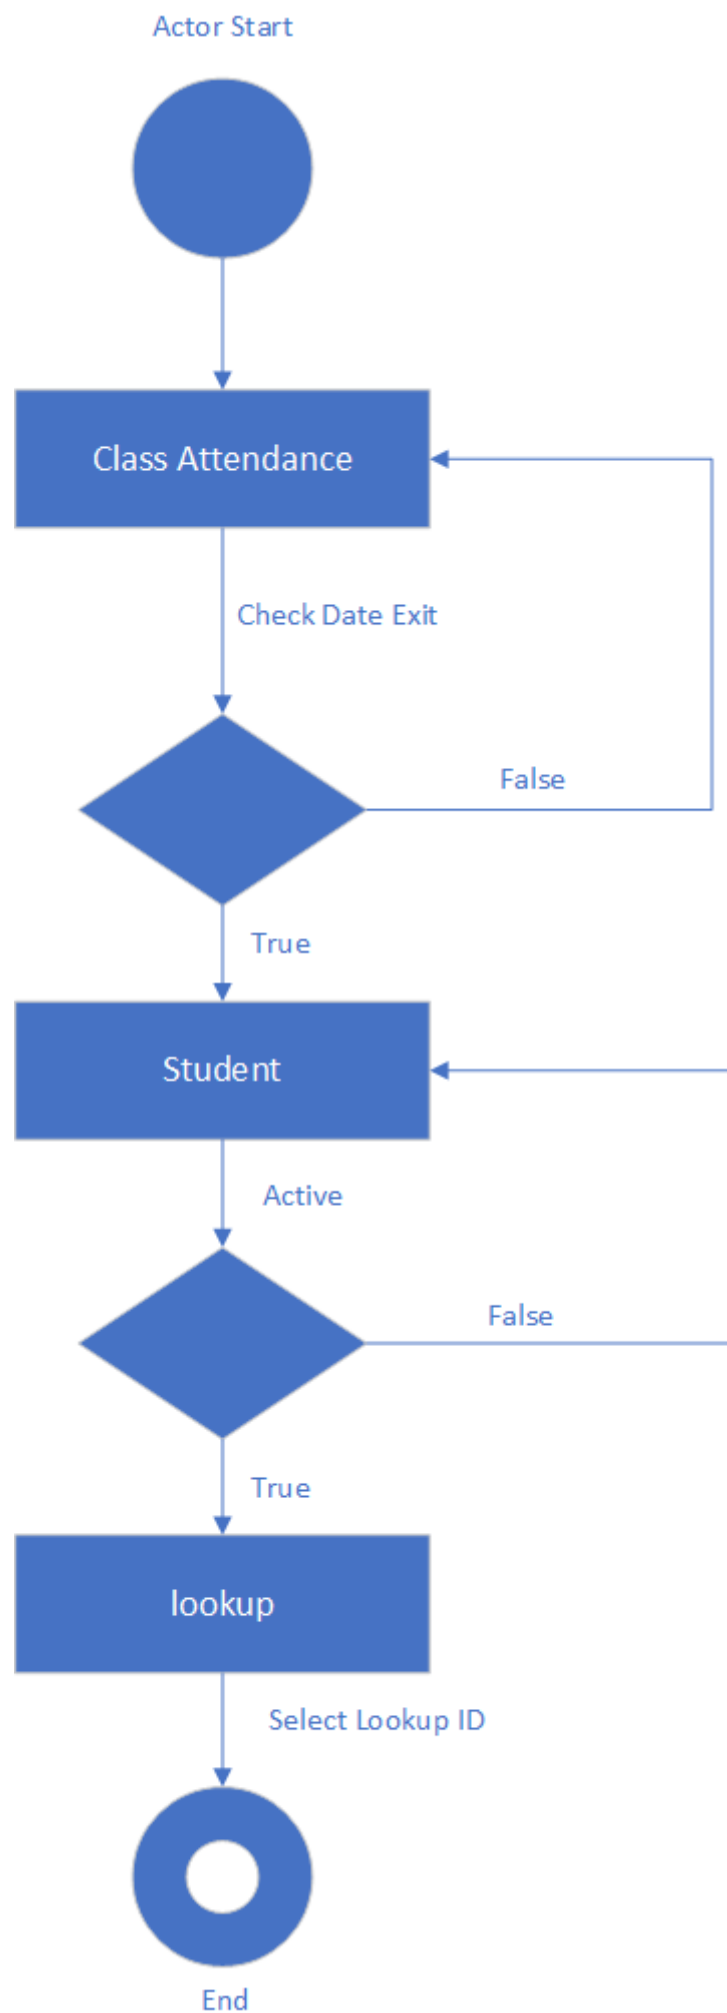 Actor Start
Class Attendance
Check Date Exit
False
True
Student
Active
False
True
lookup
Select Lookup ID
End